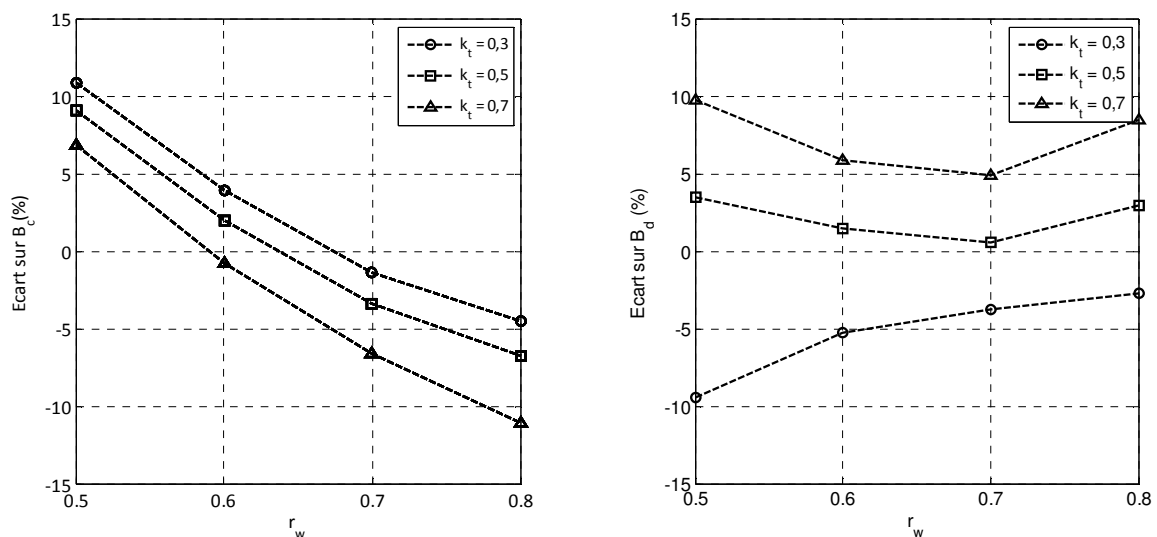 15
10
5
0
-5
-10
-15
0.5
0.6
0.7
0.8
r_w
Ecart sur B_c(%)
k_t = 0,3
k_t = 0,5
k_t = 0,7
15
10
5
0
-5
-10
-15
0.5
0.6
0.7
0.8
r_w
Ecart sur B_d (%)
k_t = 0,3
k_t = 0,5
k_t = 0,7